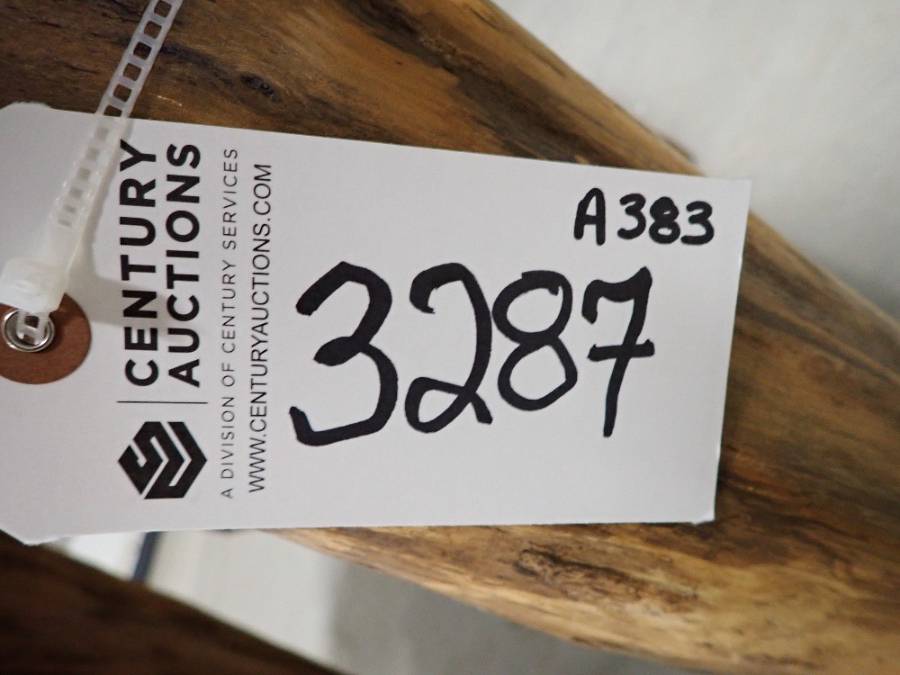 CENTURY
AUCTIONS
A DIVISION OF CENTURY SERVICES
WWW.CENTURYAUCTIONS.COM
A383
3287